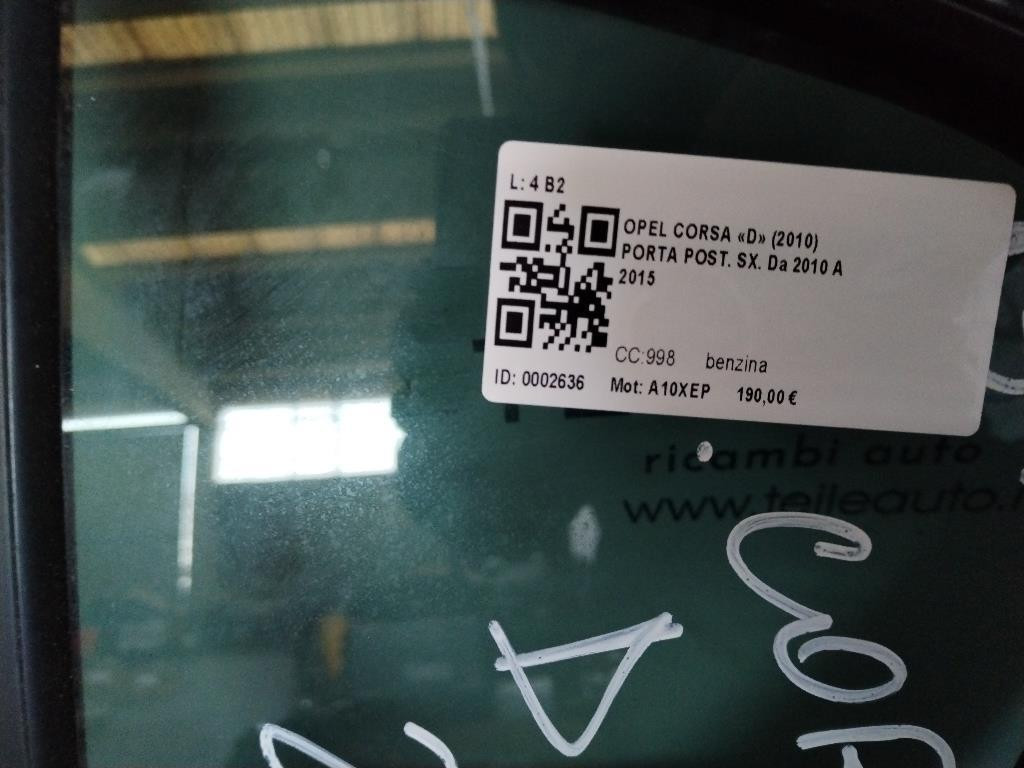 L: 4 B2
OPEL CORSA «D» (2010)
PORTA POST. SX. Da 2010 A
2015
CC:998 benzina
ID: 0002636 Mot: A10XEP 190,00 €
ricambi auto
www.teileauto.
A